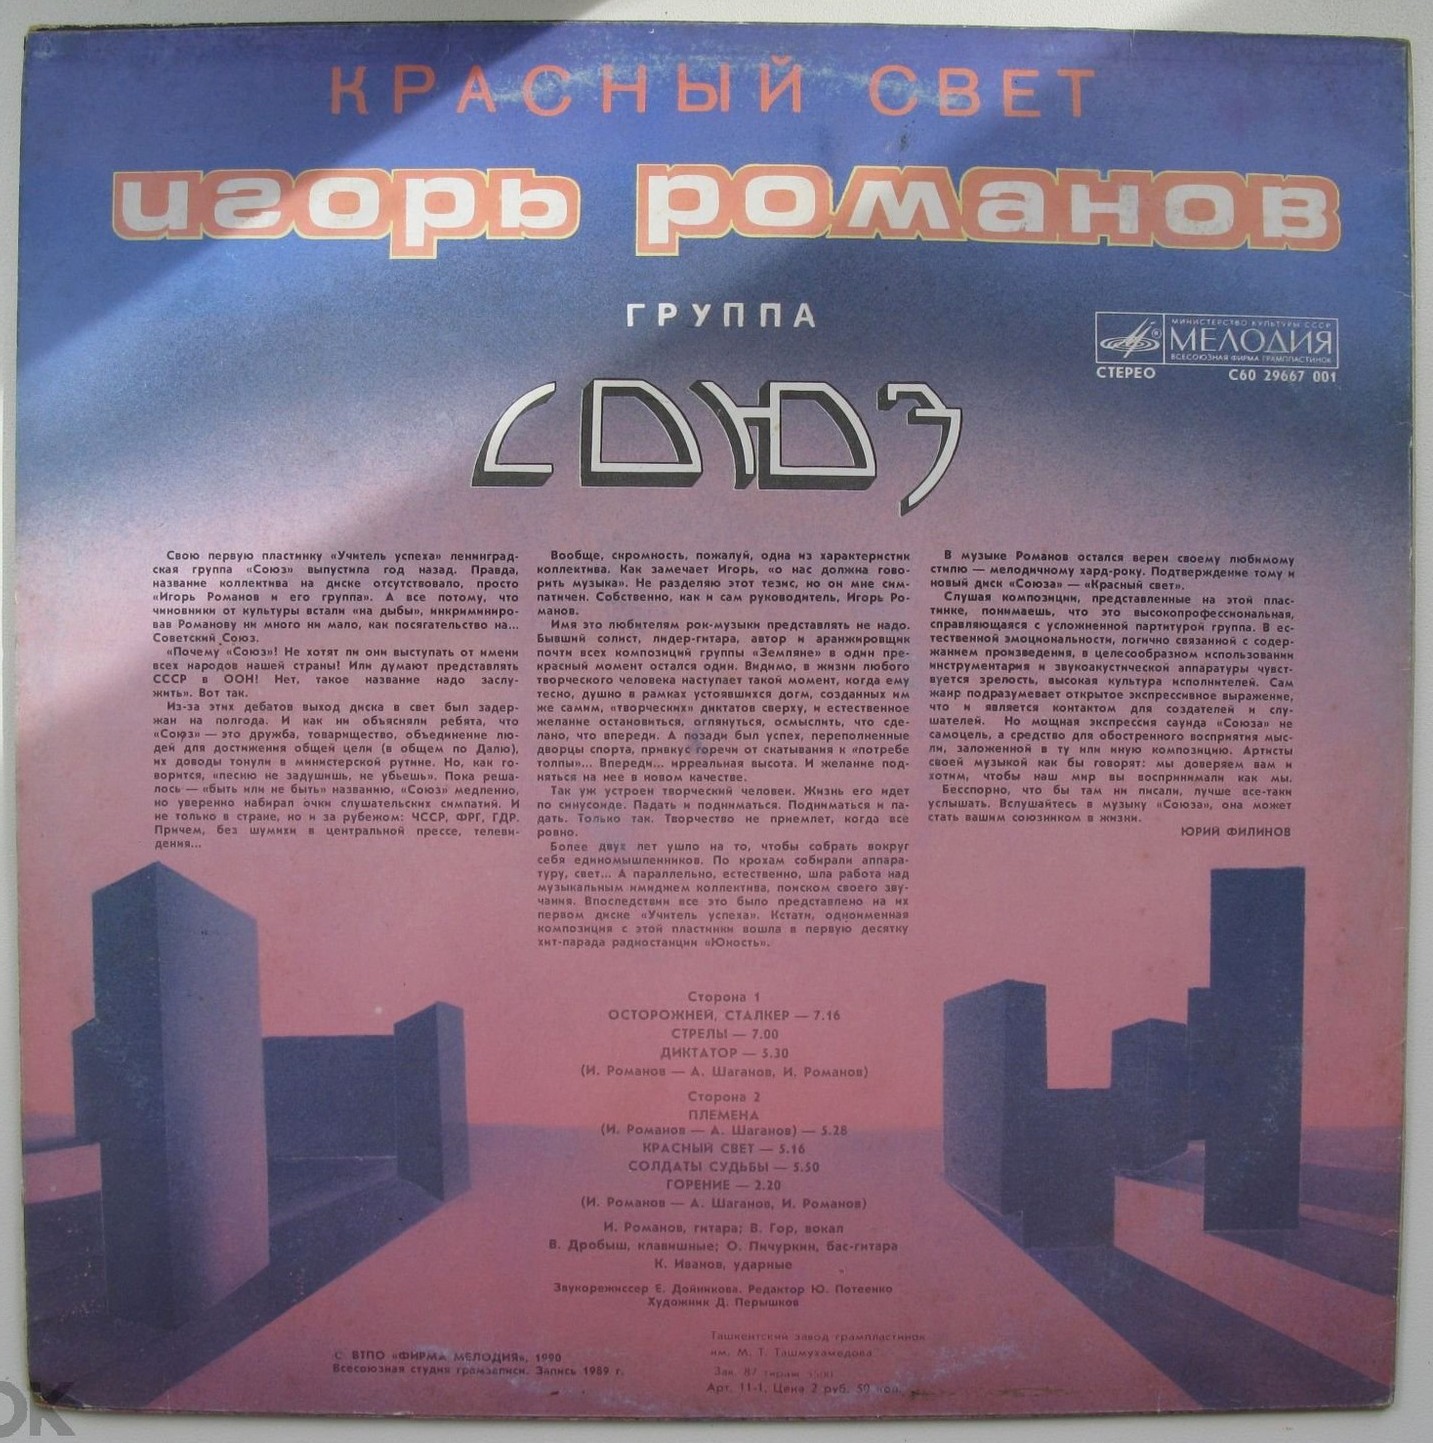 КРАСНЫЙ СВЕТ
игорь романов
ГРУППА
СОЮЗ
МИНИСТЕРСТВО КУЛЬТУРЫ СССР
МЕЛОДИЯ
ВСЕСОЮЗНАЯ ФИРМА ГРАМПЛАСТИНОК
СТЕРЕО С60 29667 001
Свою первую пластинку «Учитель успеха» ленинград-
ская группа «Союз» выпустила год назад. Правда,
название коллектива на диске отсутствовало, просто
«Игорь Романов и его группа». А все потому, что
чиновники от культуры встали «на дыбы», инкриминиро-
вав Романову ни много ни мало, как посягательство на...
Советский Союз.
«Почему «Союз»! Не хотят ли они выступать от имени
всех народов нашей страны! Или думают представлять
СССР в ООН! Нет, такое название надо заслу-
жить». Вот так.
Из-за этих дебатов выход диска в свет был задер-
жан на полгода. И как ни объясняли ребята, что
«Союз» — это дружба, товарищество, объединение лю-
дей для достижения общей цели (в общем по Далю),
их доводы тонули в министерской рутине. Но, как го-
ворится, «песню не задушишь, не убьешь». Пока реша-
лось — «быть или не быть» названию, «Союз» медленно,
но уверенно набирал очки слушательских симпатий. И
не только в стране, но и за рубежом: ЧССР, ФРГ, ГДР.
Причем, без шумихи в центральной прессе, телеви-
дения...
Вообще, скромность, пожалуй, одна из характеристик
коллектива. Как замечает Игорь, «о нас должна гово-
рить музыка». Не разделяю этот тезис, но он мне сим-
патичен. Собственно, как и сам руководитель, Игорь Ро-
манов.
Имя это любителям рок-музыки представлять не надо.
Бывший солист, лидер-гитара, автор и аранжировщик
почти всех композиций группы «Земляне» в один пре-
красный момент остался один. Видимо, в жизни любого
творческого человека наступает такой момент, когда ему
тесно, душно в рамках устоявшихся догм, созданных им
же самим, «творческих» диктатов сверху, и естественное
желание остановиться, оглянуться, осмыслить, что сде-
лано, что впереди. А позади был успех, переполненные
дворцы спорта, привкус горечи от скатывания к «потребе
толпы»... Впереди... ирреальная высота. И желание под-
няться на нее в новом качестве.
Так уж устроен творческий человек. Жизнь его идет
по синусоиде. Падать и подниматься. Подниматься и па-
дать. Только так. Творчество не приемлет, когда все
ровно.
Более двух лет ушло на то, чтобы собрать вокруг
себя единомышленников. По крохам собирали аппара-
туру, свет... А параллельно, естественно, шла работа над
музыкальным имиджем коллектива, поиском своего зву-
чания. Впоследствии все это было представлено на их
первом диске «Учитель успеха». Кстати, одноименная
композиция с этой пластинки вошла в первую десятку
хит-парада радиостанции «Юность».
В музыке Романов остался верен своему любимому
стилю — мелодичному хард-року. Подтверждение тому и
новый диск «Союза» — «Красный свет».
Слушая композиции, представленные на этой плас-
тинке, понимаешь, что это высокопрофессиональная,
справляющаяся с усложненной партитурой группа. В ес-
тественной эмоциональности, логично связанной с содер-
жанием произведения, в целесообразном использовании
инструментария и звукоакустической аппаратуры чувст-
вуется зрелость, высокая культура исполнителей. Сам
жанр подразумевает открытое экспрессивное выражение,
что и является контактом для создателей и слу-
шателей. Но мощная экспрессия саунда «Союза» не
самоцель, а средство для обостренного восприятия мыс-
ли, заложенной в ту или иную композицию. Артисты
своей музыкой как бы говорят: мы доверяем вам и
хотим, чтобы наш мир вы воспринимали как мы.
Бесспорно, что бы там ни писали, лучше все-таки
услышать. Вслушайтесь в музыку «Союза», она может
стать вашим союзником в жизни.
ЮРИЙ ФИЛИНОВ
Сторона 1
ОСТОРОЖНЕЙ, СТАЛКЕР — 7.16
СТРЕЛЫ — 7.00
ДИКТАТОР — 5.30
(И. Романов — А. Шаганов, И. Романов)
Сторона 2
ПЛЕМЕНА
(И. Романов — А. Шаганов) — 5.28
КРАСНЫЙ СВЕТ — 5.16
СОЛДАТЫ СУДЬБЫ — 5.50
ГОРЕНИЕ — 2.20
(И. Романов — А. Шаганов, И. Романов)
И. Романов, гитара; В. Гор, вокал
В. Дробыш, клавишные; О. Пичуркин, бас-гитара
К. Иванов, ударные
Звукорежиссер Е. Дойникова. Редактор Ю. Потеенко
Художник Д. Перышков
© ВТПО «ФИРМА МЕЛОДИЯ», 1990
Всесоюзная студия грамзаписи. Запись 1989 г.
Ташкентский завод грампластинок
им. М. Т. Ташмухамедова
Зак. 87 тираж
Арт. 11-1. Цена 2 руб. 50 коп.
OK